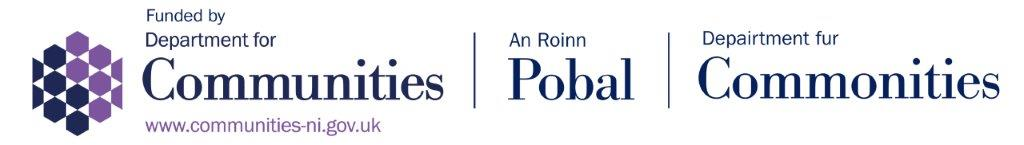 Funded by
Department for
Communities
www.communities-ni.gov.uk
An Roinn
Pobal
Depairtment fur
Commonities